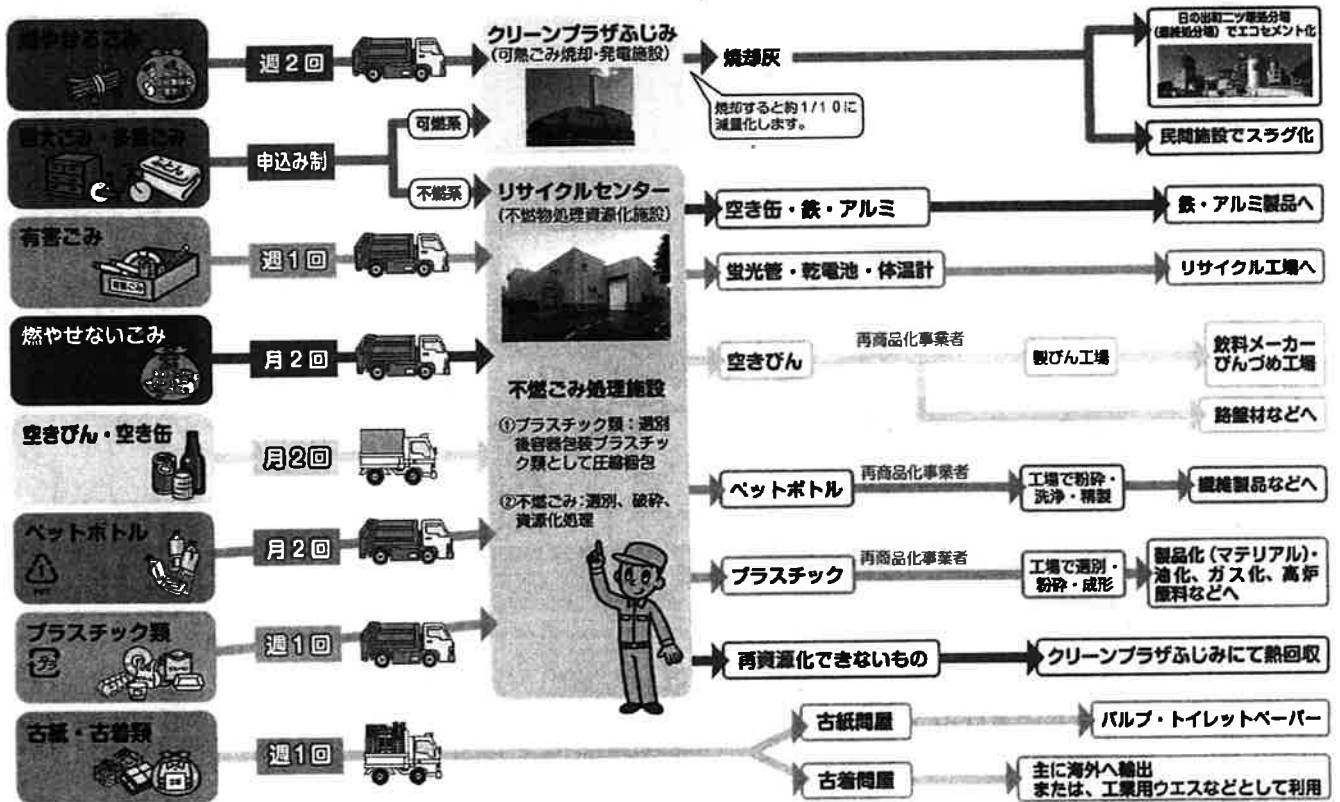 燃やせるごみ
週2回
クリーンプラザふじみ
(可燃ごみ焼却・発電施設)
焼却灰
焼却すると約1/10に
減量化します。
日の出町二ツ塚処分場
(最終処分場)でエコセメント化
民間施設でスラグ化
粗大ごみ・多量ごみ
申込み制
可燃系
不燃系
リサイクルセンター
(不燃物処理資源化施設)
空き缶・鉄・アルミ
鉄・アルミ製品へ
有害ごみ
有害ごみ
週1回
蛍光管・乾電池・体温計
リサイクル工場へ
燃やせないごみ
月2回
空きびん
再商品化事業者
製びん工場
飲料メーカー
びんづめ工場
路盤材などへ
不燃ごみ処理施設
①プラスチック類:選別
後容器包装プラスチッ
ク類として圧縮梱包
②不燃ごみ:選別、破砕、
資源化処理
空きびん・空き缶
月2回
ペットボトル
再商品化事業者
工場で粉砕・
洗浄・精製
繊維製品などへ
ペットボトル
1
PET
月2回
プラスチック
再商品化事業者
工場で選別・
粉砕・成形
製品化(マテリアル)・
油化、ガス化、高炉
原料などへ
プラスチック類
プラ
週1回
再資源化できないもの
クリーンプラザふじみにて熱回収
古紙・古着類
週1回
古紙問屋
パルプ・トイレットペーパー
古着問屋
主に海外へ輸出
または、工業用ウエスなどとして利用